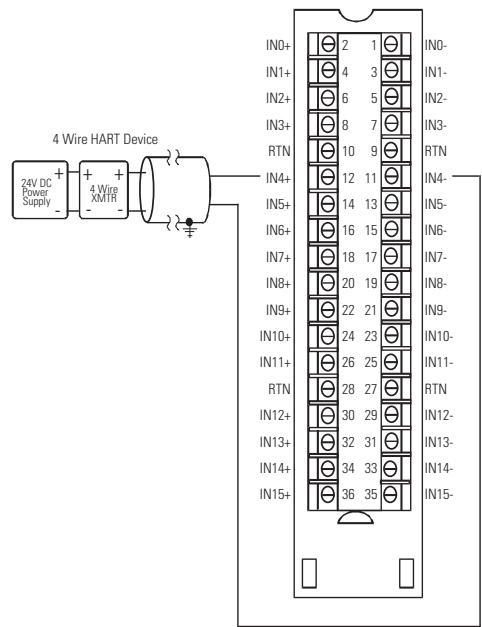 IN0+ 2 1 IN0-
IN1+ 4 3 IN1-
IN2+ 6 5 IN2-
IN3+ 8 7 IN3-
RTN 10 9 RTN
IN4+ 12 11 IN4-
IN5+ 14 13 IN5-
IN6+ 16 15 IN6-
IN7+ 18 17 IN7-
IN8+ 20 19 IN8-
IN9+ 22 21 IN9-
IN10+ 24 23 IN10-
IN11+ 26 25 IN11-
RTN 28 27 RTN
IN12+ 30 29 IN12-
IN13+ 32 31 IN13-
IN14+ 34 33 IN14-
IN15+ 36 35 IN15-
4 Wire HART Device
+ + +
24V DC
Power
Supply
4 Wire
XMTR
- - -